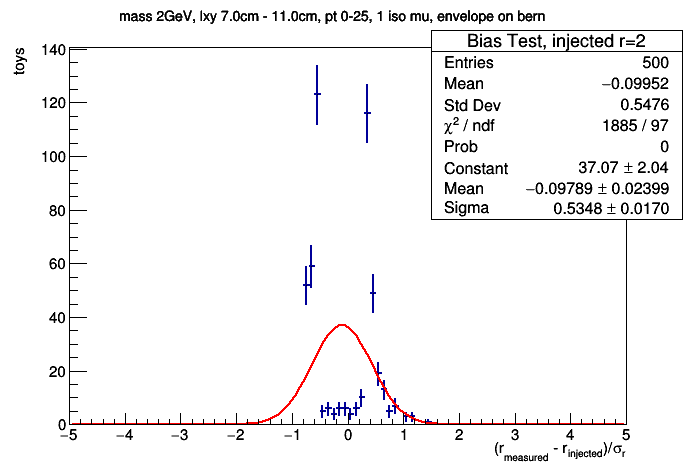 mass 2GeV, lxy 7.0cm - 11.0cm, pt 0-25, 1 iso mu, envelope on bern
Bias Test, injected r=2
Entries 500
Mean −0.09952
Std Dev 0.5476
χ² / ndf 1885 / 97
Prob 0
Constant 37.07 ± 2.04
Mean −0.09789 ± 0.02399
Sigma 0.5348 ± 0.0170
toys
140
120
100
80
60
40
20
0
−5 −4 −3 −2 −1 0 1 2 3 4 5
(r_measured - r_injected)/σ_r